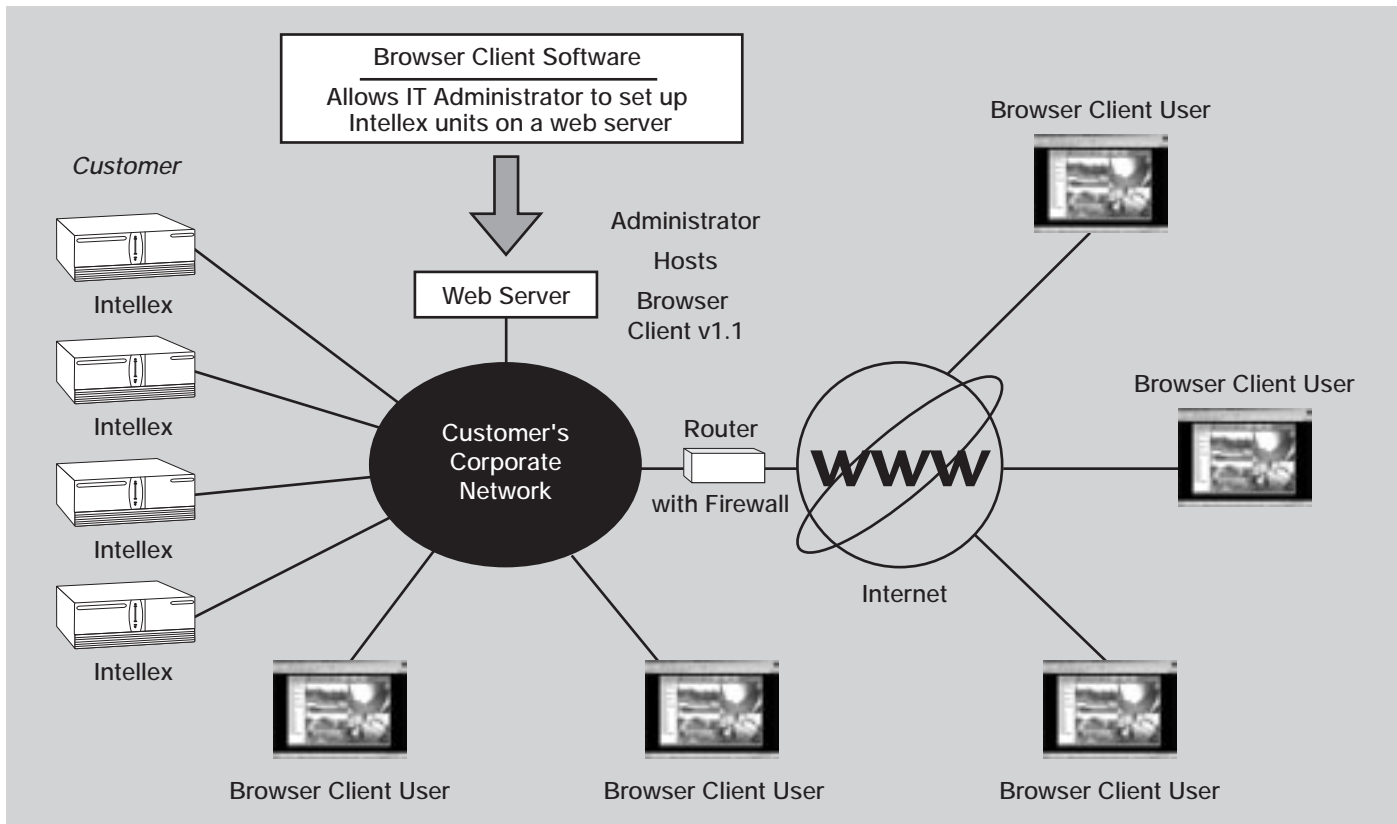 Browser Client Software
Allows IT Administrator to set up
Intellex units on a web server
Customer
Intellex
Intellex
Intellex
Intellex
Web Server
Administrator
Hosts
Browser
Client v1.1
Customer's
Corporate
Network
Router
with Firewall
WWW
Internet
Browser Client User
Browser Client User
Browser Client User
Browser Client User
Browser Client User